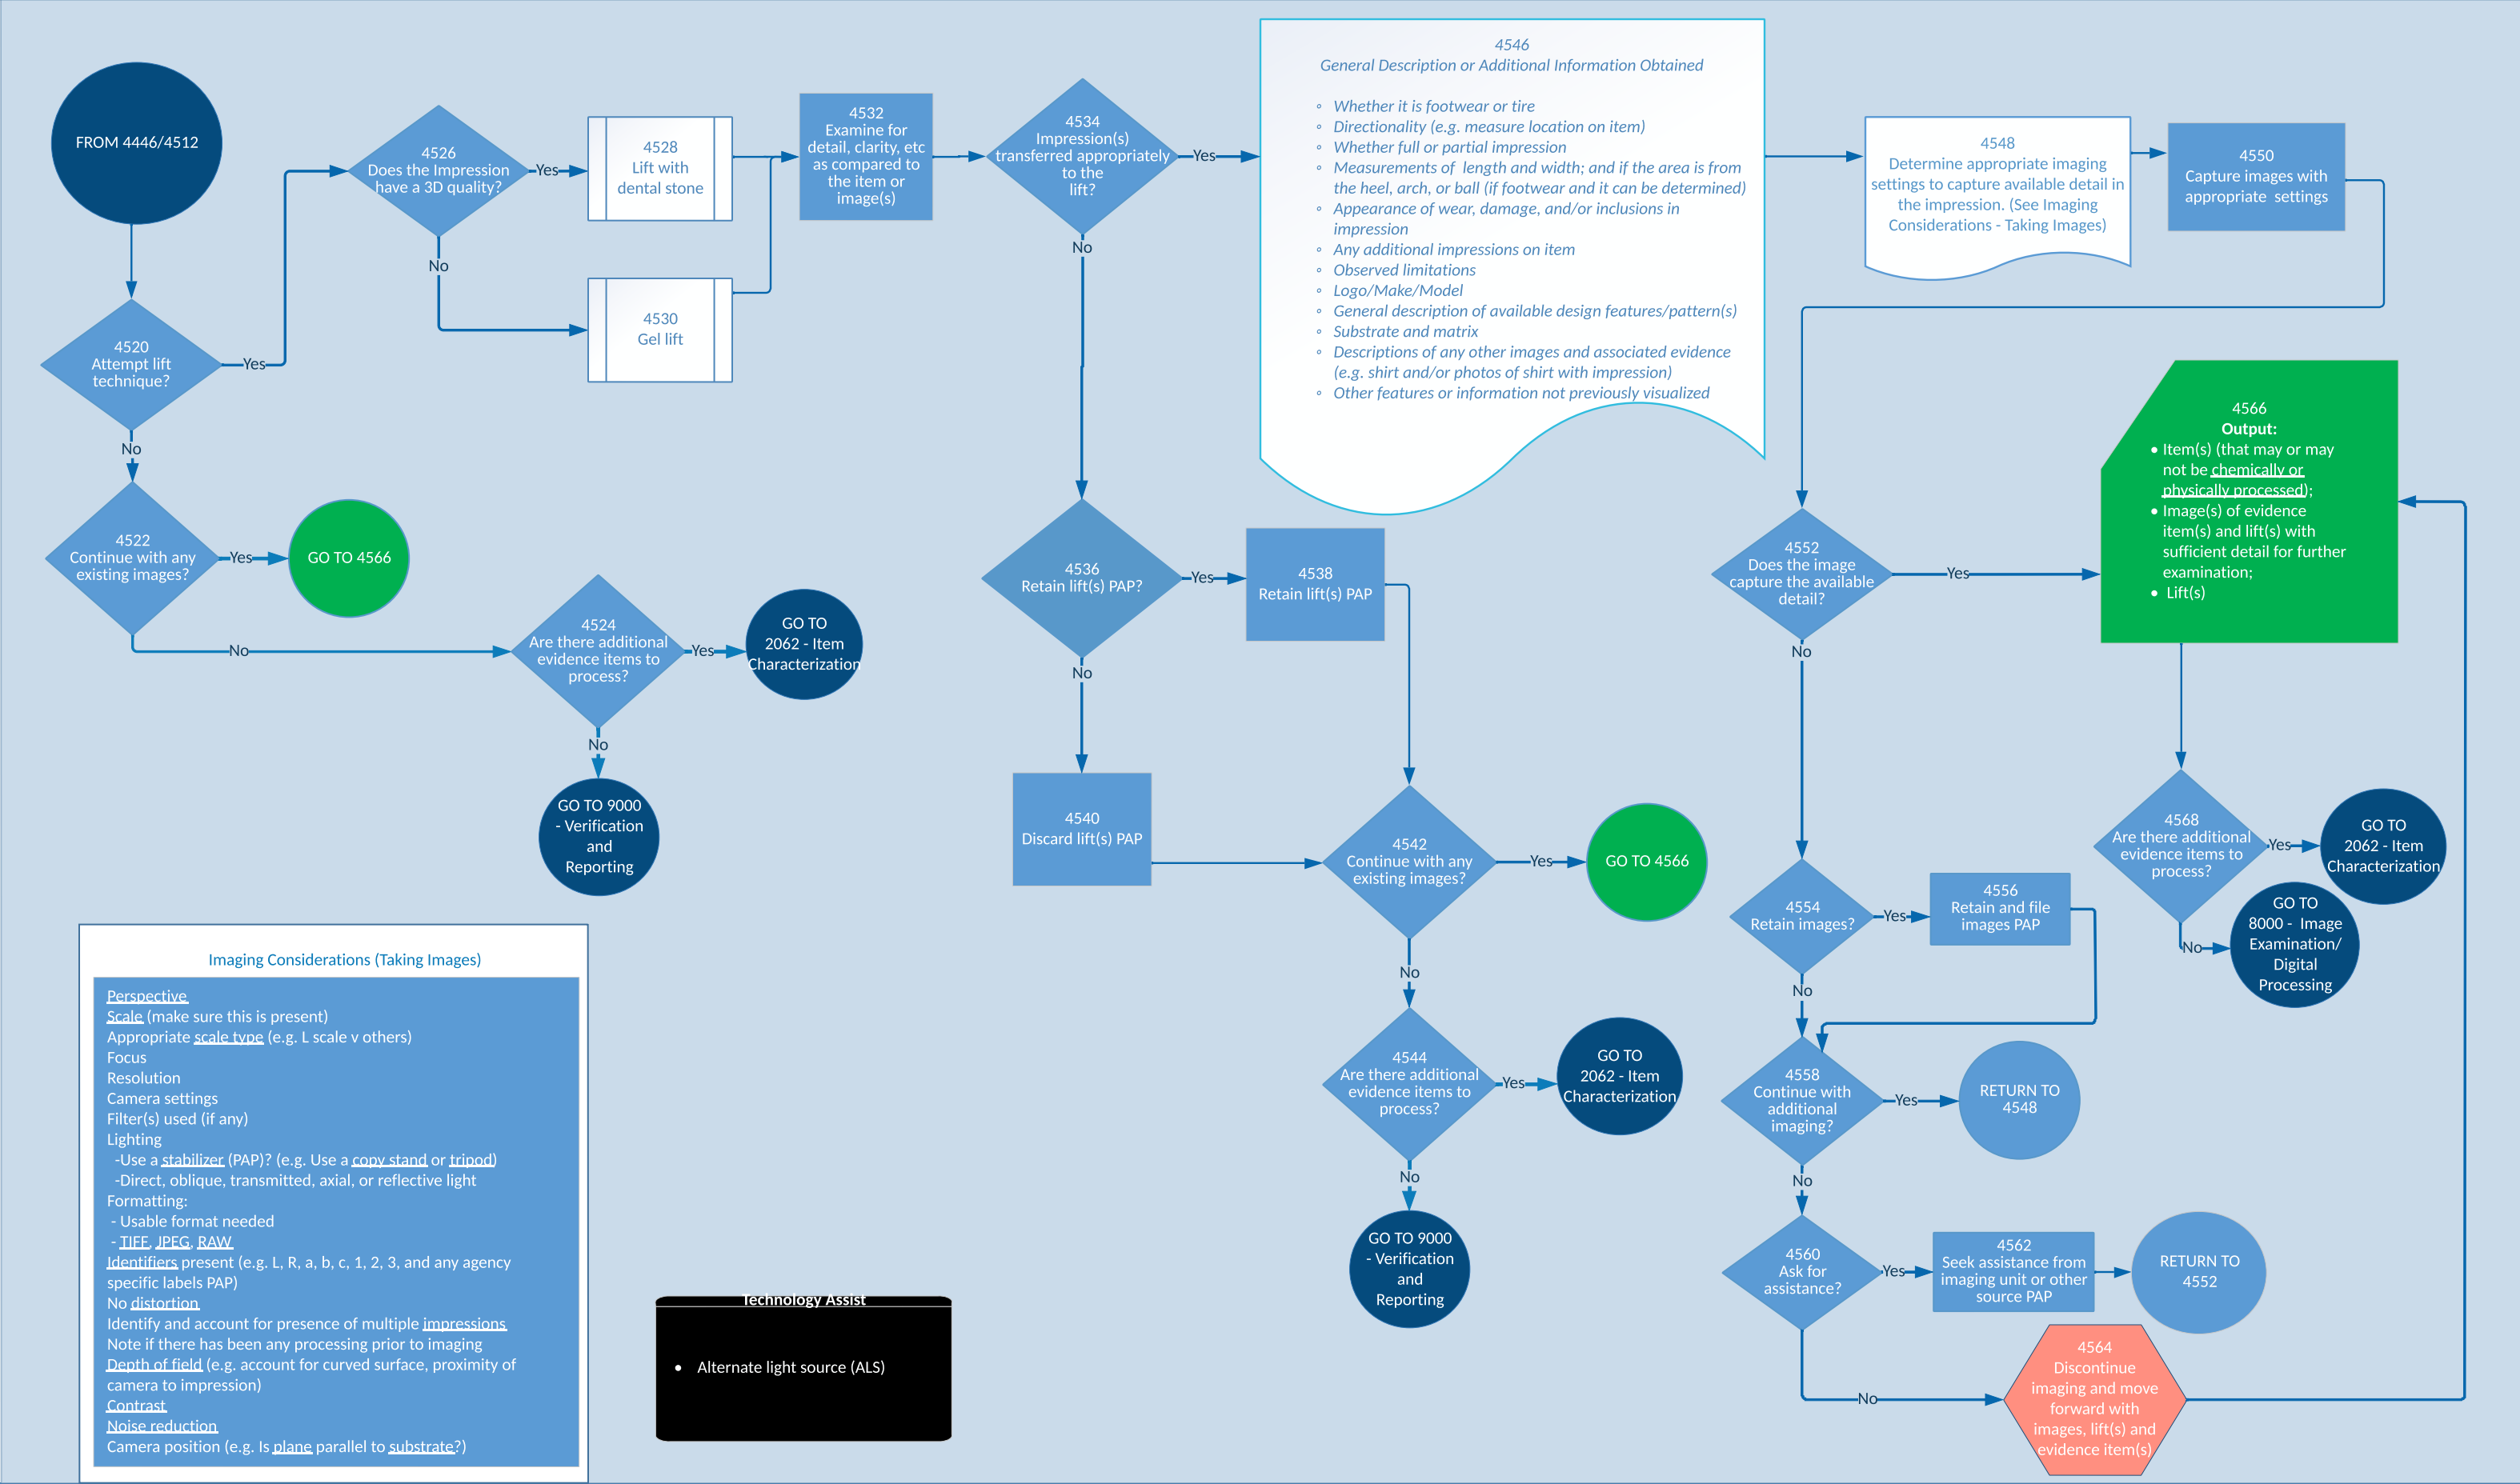 FROM 4446/4512
4520
Attempt lift
technique?
Yes
No
4522
Continue with any
existing images?
Yes
GO TO 4566
No
4524
Are there additional
evidence items to
process?
Yes
GO TO
2062 - Item
Characterization
No
GO TO 9000
- Verification
and
Reporting
4526
Does the Impression
have a 3D quality?
Yes
No
4528
Lift with
dental stone
4530
Gel lift
4532
Examine for
detail, clarity, etc
as compared to
the item or
image(s)
4534
Impression(s)
transferred appropriately
to the
lift?
Yes
No
4536
Retain lift(s) PAP?
Yes
4538
Retain lift(s) PAP
No
4540
Discard lift(s) PAP
4542
Continue with any
existing images?
Yes
GO TO 4566
No
4544
Are there additional
evidence items to
process?
Yes
GO TO
2062 - Item
Characterization
No
GO TO 9000
- Verification
and
Reporting
4546
General Description or Additional Information Obtained
◦ Whether it is footwear or tire
◦ Directionality (e.g. measure location on item)
◦ Whether full or partial impression
◦ Measurements of length and width; and if the area is from
the heel, arch, or ball (if footwear and it can be determined)
◦ Appearance of wear, damage, and/or inclusions in
impression
◦ Any additional impressions on item
◦ Observed limitations
◦ Logo/Make/Model
◦ General description of available design features/pattern(s)
◦ Substrate and matrix
◦ Descriptions of any other images and associated evidence
(e.g. shirt and/or photos of shirt with impression)
◦ Other features or information not previously visualized
4548
Determine appropriate imaging
settings to capture available detail in
the impression. (See Imaging
Considerations - Taking Images)
4550
Capture images with
appropriate settings
4552
Does the image
capture the available
detail?
Yes
No
4566
Output:
• Item(s) (that may or may
not be chemically or
physically processed);
• Image(s) of evidence
item(s) and lift(s) with
sufficient detail for further
examination;
• Lift(s)
4568
Are there additional
evidence items to
process?
Yes
GO TO
2062 - Item
Characterization
No
GO TO
8000 - Image
Examination/
Digital
Processing
4554
Retain images?
Yes
4556
Retain and file
images PAP
No
4558
Continue with
additional
imaging?
Yes
RETURN TO
4548
No
4560
Ask for
assistance?
Yes
4562
Seek assistance from
imaging unit or other
source PAP
RETURN TO
4552
No
4564
Discontinue
imaging and move
forward with
images, lift(s) and
evidence item(s)
Imaging Considerations (Taking Images)
Perspective
Scale (make sure this is present)
Appropriate scale type (e.g. L scale v others)
Focus
Resolution
Camera settings
Filter(s) used (if any)
Lighting
-Use a stabilizer (PAP)? (e.g. Use a copy stand or tripod)
-Direct, oblique, transmitted, axial, or reflective light
Formatting:
- Usable format needed
- TIFF, JPEG, RAW
Identifiers present (e.g. L, R, a, b, c, 1, 2, 3, and any agency
specific labels PAP)
No distortion
Identify and account for presence of multiple impressions
Note if there has been any processing prior to imaging
Depth of field (e.g. account for curved surface, proximity of
camera to impression)
Contrast
Noise reduction
Camera position (e.g. Is plane parallel to substrate?)
Technology Assist
• Alternate light source (ALS)